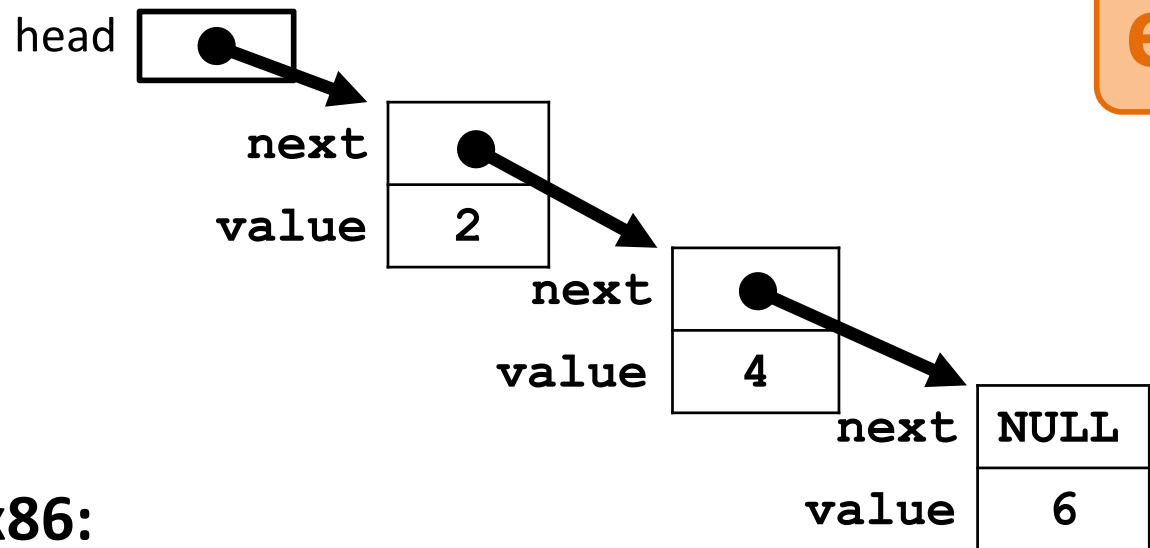 head
next
value 2
next
value 4
next NULL
value 6
x86:
e